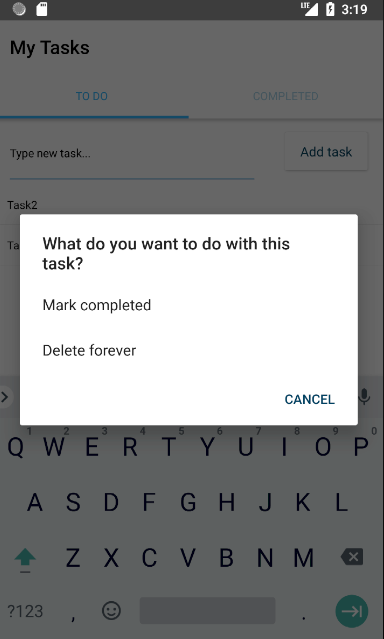 LTE 3:19
My Tasks
TO DO COMPLETED
Type new task... Add task
Task2
Ta
What do you want to do with this
task?
Mark completed
Delete forever
CANCEL
1 2 3 4 5 6 7 8 9 0
Q W E R T Y U I O P
A S D F G H J K L
Z X C V B N M
?123 , .